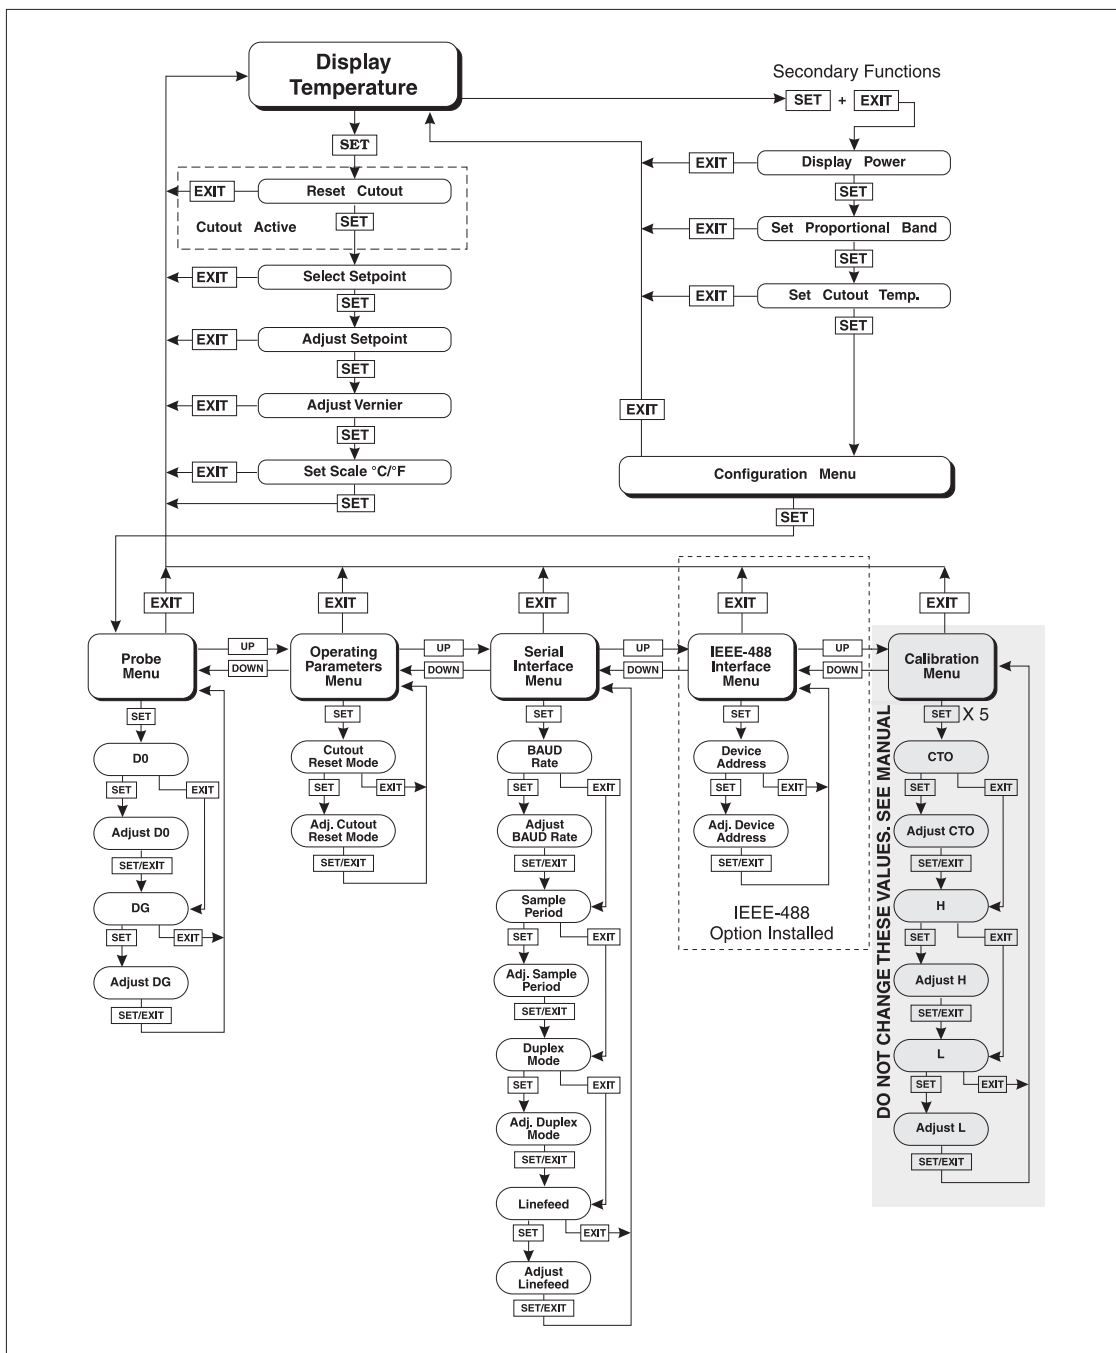 Display
Temperature
Secondary Functions
SET + EXIT
SET
EXIT Reset Cutout
SET
Cutout Active
EXIT Select Setpoint
SET
EXIT Adjust Setpoint
SET
EXIT Adjust Vernier
SET
EXIT Set Scale °C/°F
SET
EXIT Display Power
SET
EXIT Set Proportional Band
SET
EXIT Set Cutout Temp.
SET
EXIT
Configuration Menu
SET
EXIT
Probe
Menu
UP
DOWN
SET
D0
SET EXIT
Adjust D0
SET/EXIT
DG
SET EXIT
Adjust DG
SET/EXIT
EXIT
Operating
Parameters
Menu
UP
DOWN
SET
Cutout
Reset Mode
SET EXIT
Adj. Cutout
Reset Mode
SET/EXIT
EXIT
Serial
Interface
Menu
UP
DOWN
SET
BAUD
Rate
SET EXIT
Adjust
BAUD Rate
SET/EXIT
Sample
Period
SET EXIT
Adj. Sample
Period
SET/EXIT
Duplex
Mode
SET EXIT
Adj. Duplex
Mode
SET/EXIT
Linefeed
SET EXIT
Adjust
Linefeed
SET/EXIT
EXIT
IEEE-488
Interface
Menu
UP
DOWN
SET
Device
Address
SET EXIT
Adj. Device
Address
SET/EXIT
IEEE-488
Option Installed
EXIT
Calibration
Menu
SET X 5
CTO
SET EXIT
Adjust CTO
SET/EXIT
H
SET EXIT
Adjust H
SET/EXIT
L
SET EXIT
Adjust L
SET/EXIT
DO NOT CHANGE THESE VALUES. SEE MANUAL